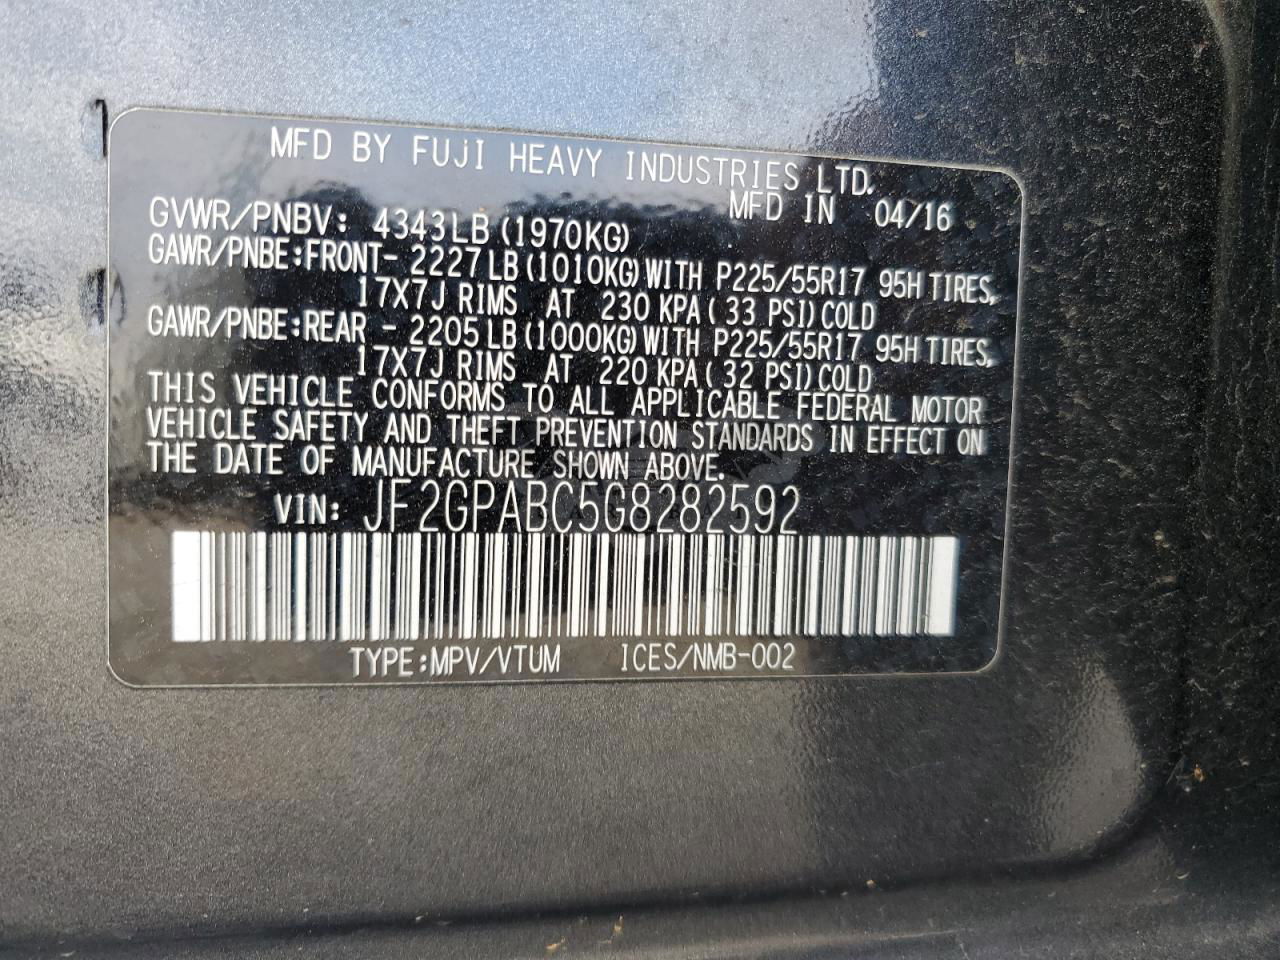 MFD BY FUJI HEAVY INDUSTRIES LTD.
MFD IN 04/16
GVWR/PNBV: 4343LB (1970KG)
GAWR/PNBE:FRONT- 2227LB(1010KG)WITH P225/55R17 95H TIRES,
17X7J RIMS AT 230 KPA( 33 PSI)COLD
GAWR/PNBE:REAR - 2205LB(1000KG)WITH P225/55R17 95H TIRES,
17X7J RIMS AT 220 KPA( 32 PSI)COLD
THIS VEHICLE CONFORMS TO ALL APPLICABLE FEDERAL MOTOR
VEHICLE SAFETY AND THEFT PREVENTION STANDARDS IN EFFECT ON
THE DATE OF MANUFACTURE SHOWN ABOVE.
VIN: JF2GPABC5G8282592
TYPE:MPV/VTUM ICES/NMB-002